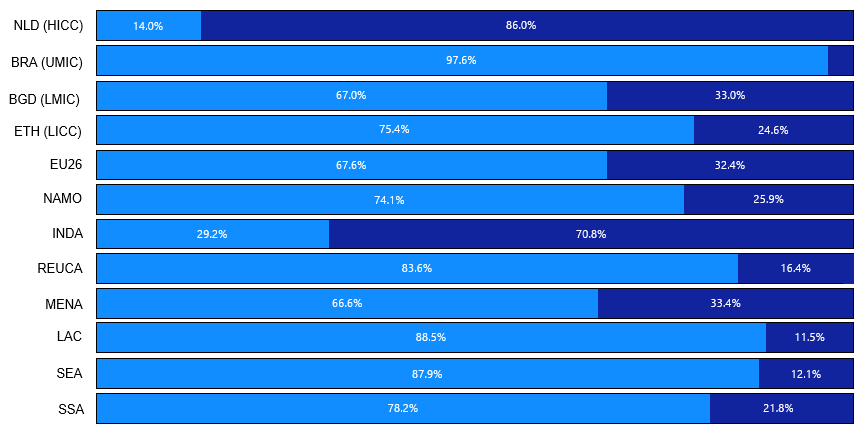 NLD (HICC) 14.0% 86.0%
BRA (UMIC) 97.6%
BGD (LMIC) 67.0% 33.0%
ETH (LICC) 75.4% 24.6%
EU26 67.6% 32.4%
NAMO 74.1% 25.9%
INDA 29.2% 70.8%
REUCA 83.6% 16.4%
MENA 66.6% 33.4%
LAC 88.5% 11.5%
SEA 87.9% 12.1%
SSA 78.2% 21.8%